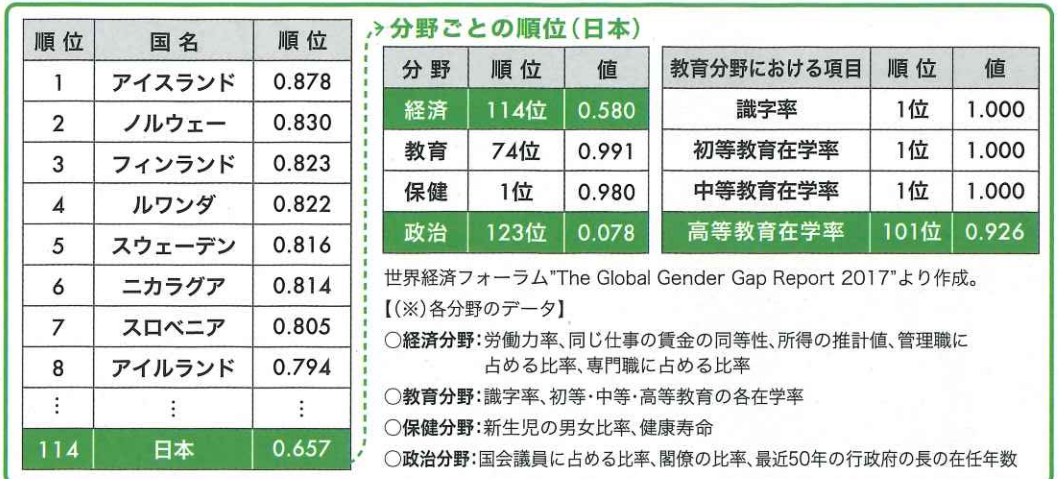 順位 国名 順位
1 アイスランド 0.878
2 ノルウェー 0.830
3 フィンランド 0.823
4 ルワンダ 0.822
5 スウェーデン 0.816
6 ニカラグア 0.814
7 スロベニア 0.805
8 アイルランド 0.794
⋮ ⋮ ⋮
114 日本 0.657
分野ごとの順位(日本)
分野 順位 値
経済 114位 0.580
教育 74位 0.991
保健 1位 0.980
政治 123位 0.078
教育分野における項目 順位 値
識字率 1位 1.000
初等教育在学率 1位 1.000
中等教育在学率 1位 1.000
高等教育在学率 101位 0.926
世界経済フォーラム"The Global Gender Gap Report 2017"より作成。
【(※)各分野のデータ】
○経済分野:労働力率、同じ仕事の賃金の同等性、所得の推計値、管理職に
占める比率、専門職に占める比率
○教育分野:識字率、初等・中等・高等教育の各在学率
○保健分野:新生児の男女比率、健康寿命
○政治分野:国会議員に占める比率、閣僚の比率、最近50年の行政府の長の在任年数